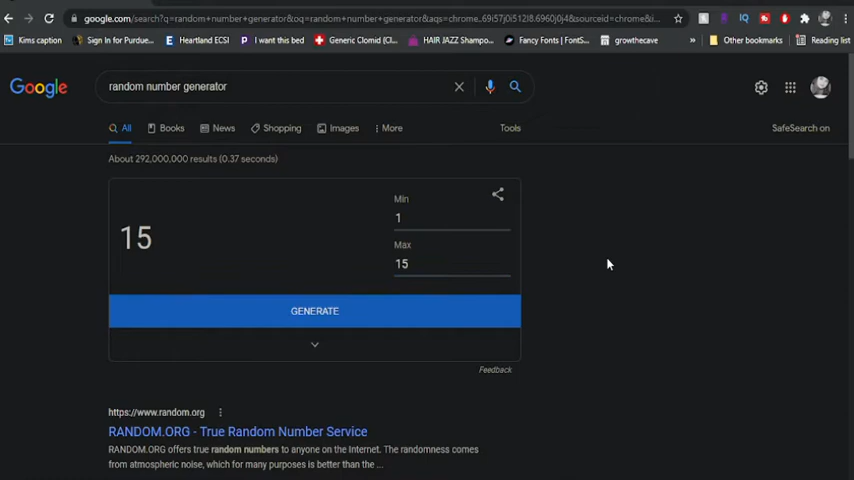 google.com/search?q=random+number+generator&oq=random+number+generator&aqs=chrome..69i57j0i512l8.6960j0j4&sourceid=chrome&i...
Kims caption
Sign In for Purdue...
Heartland ECSI
I want this bed
Generic Clomid (Cl...
HAIR JAZZ Shampo...
Fancy Fonts | FontS...
growthecave
»
Other bookmarks
Reading list
Google
random number generator
All
Books
News
Shopping
Images
More
Tools
SafeSearch on
About 292,000,000 results (0.37 seconds)
Min
1
15
Max
15
GENERATE
Feedback
https://www.random.org
RANDOM.ORG - True Random Number Service
RANDOM.ORG offers true random numbers to anyone on the Internet. The randomness comes
from atmospheric noise, which for many purposes is better than the ...